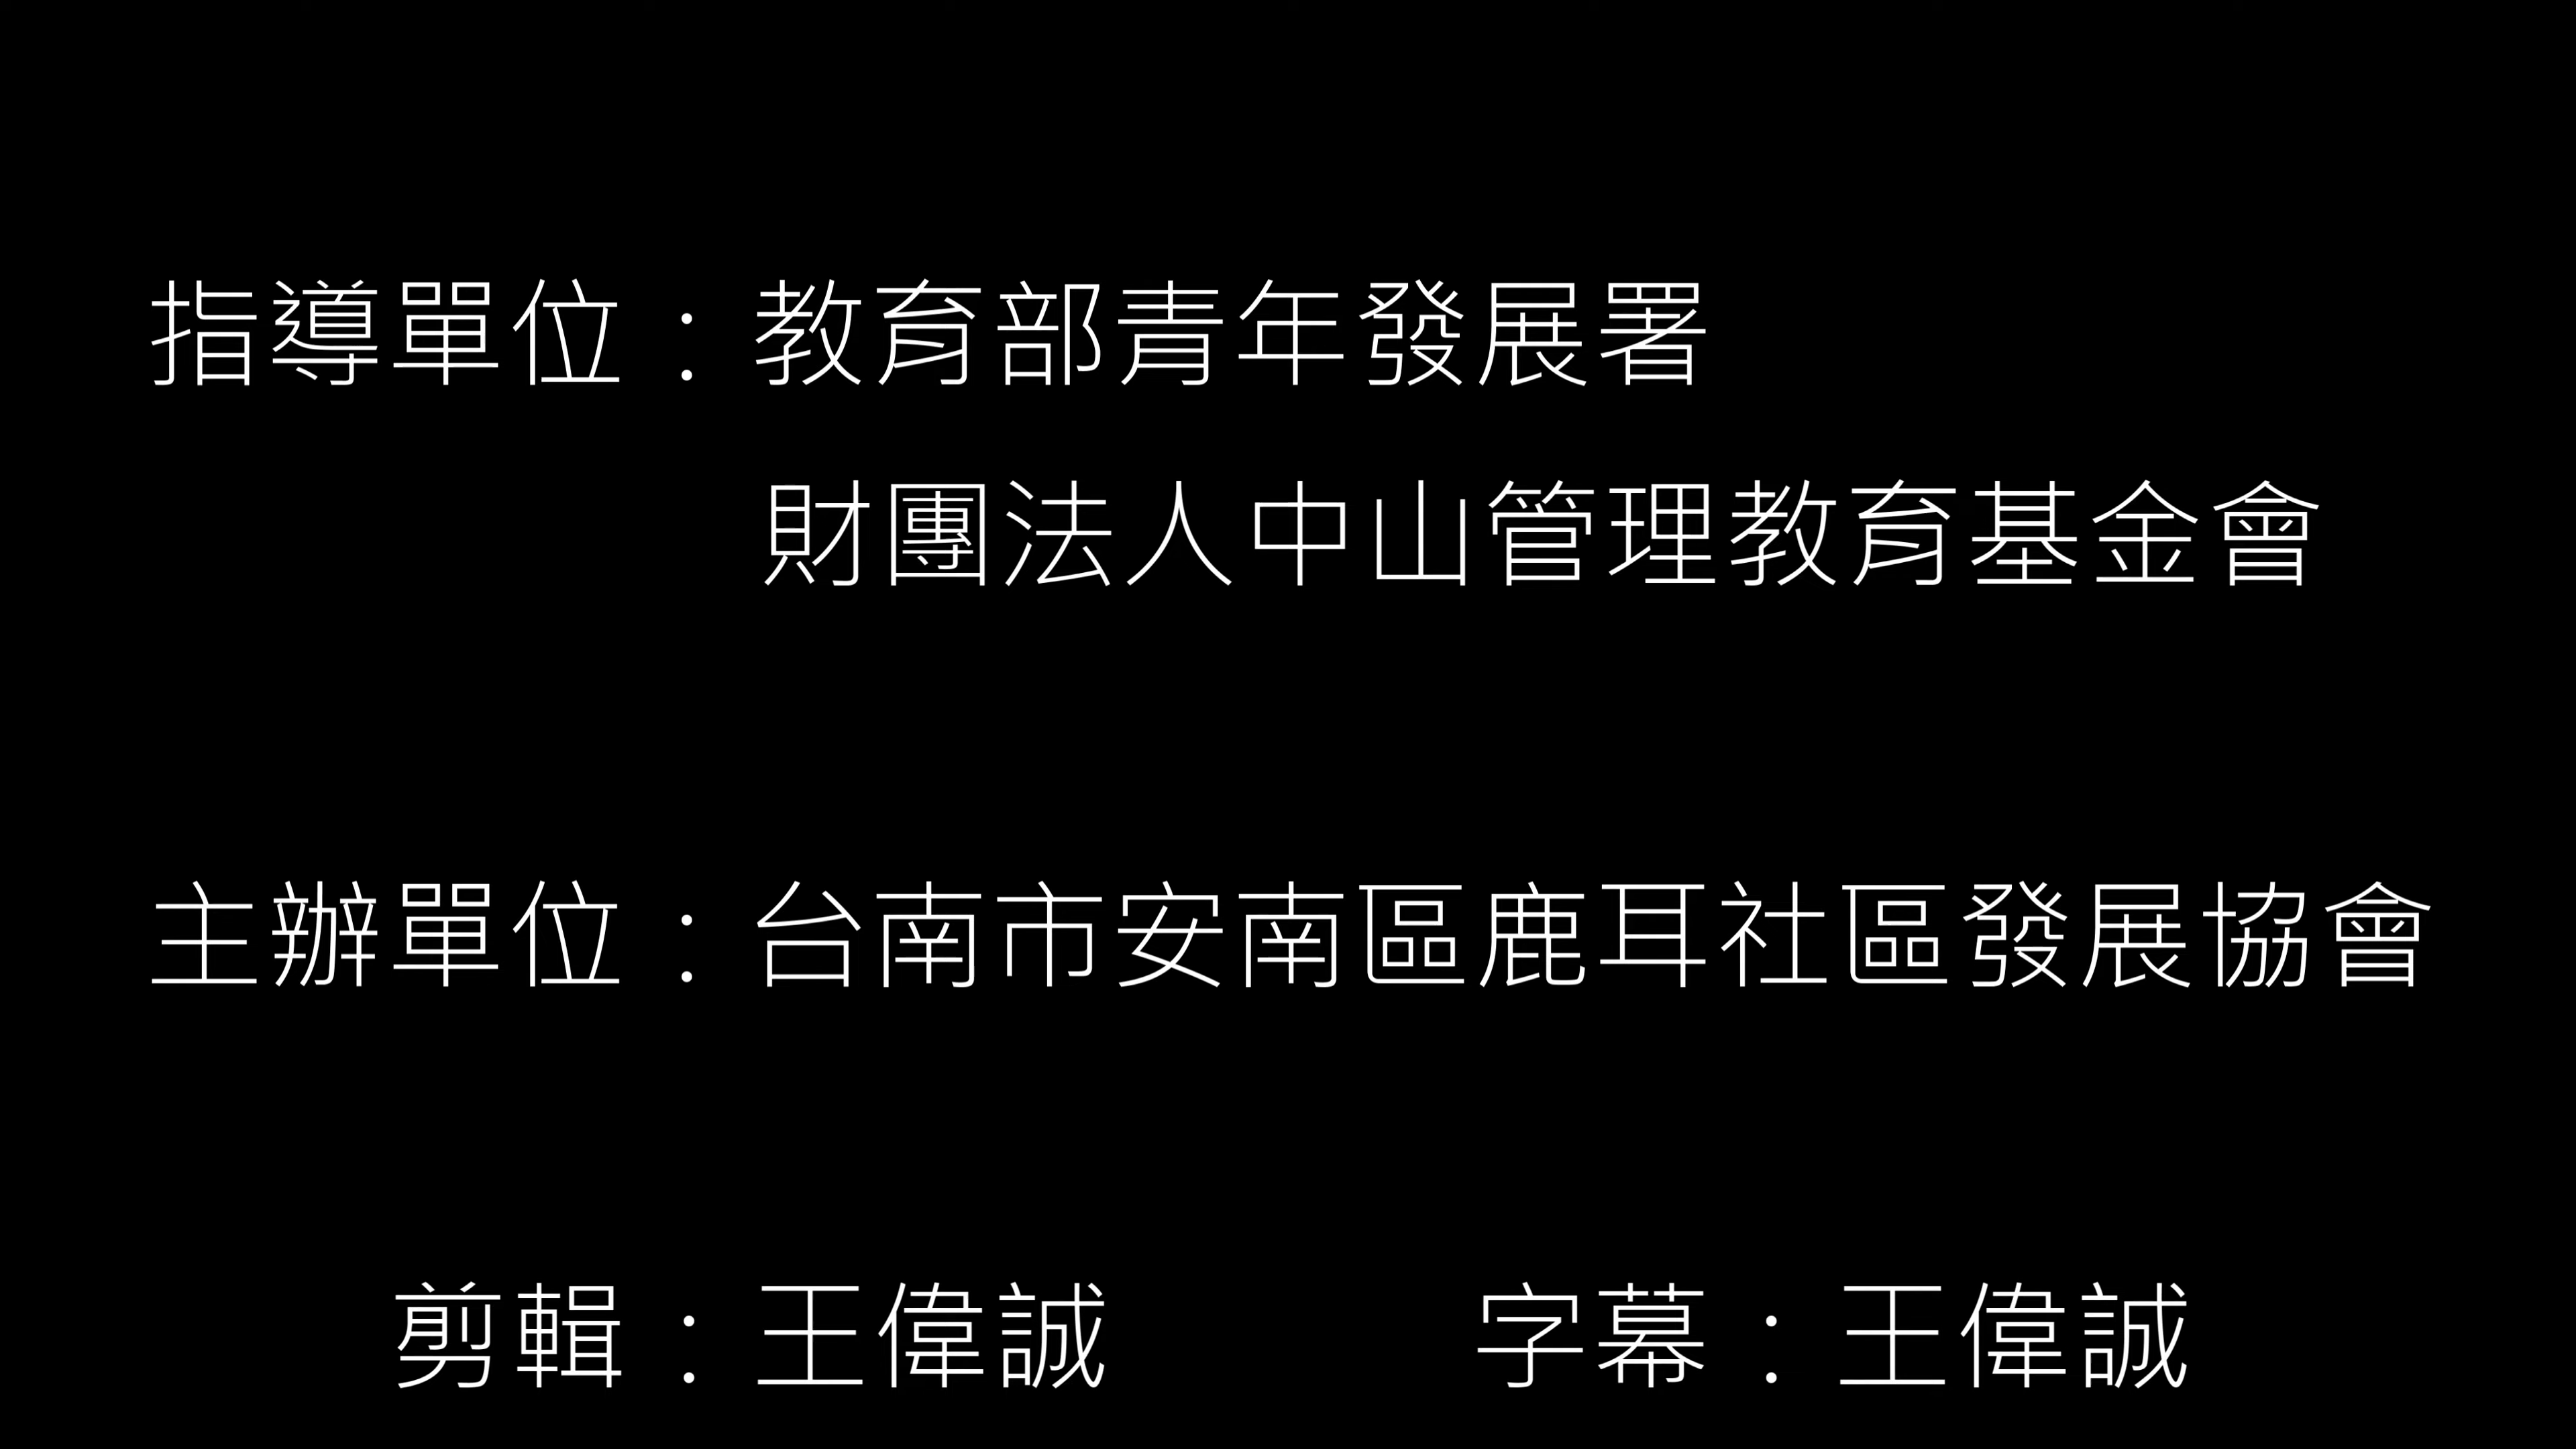 指導單位：教育部青年發展署
財團法人中山管理教育基金會
主辦單位：台南市安南區鹿耳社區發展協會
剪輯：王偉誠 字幕：王偉誠